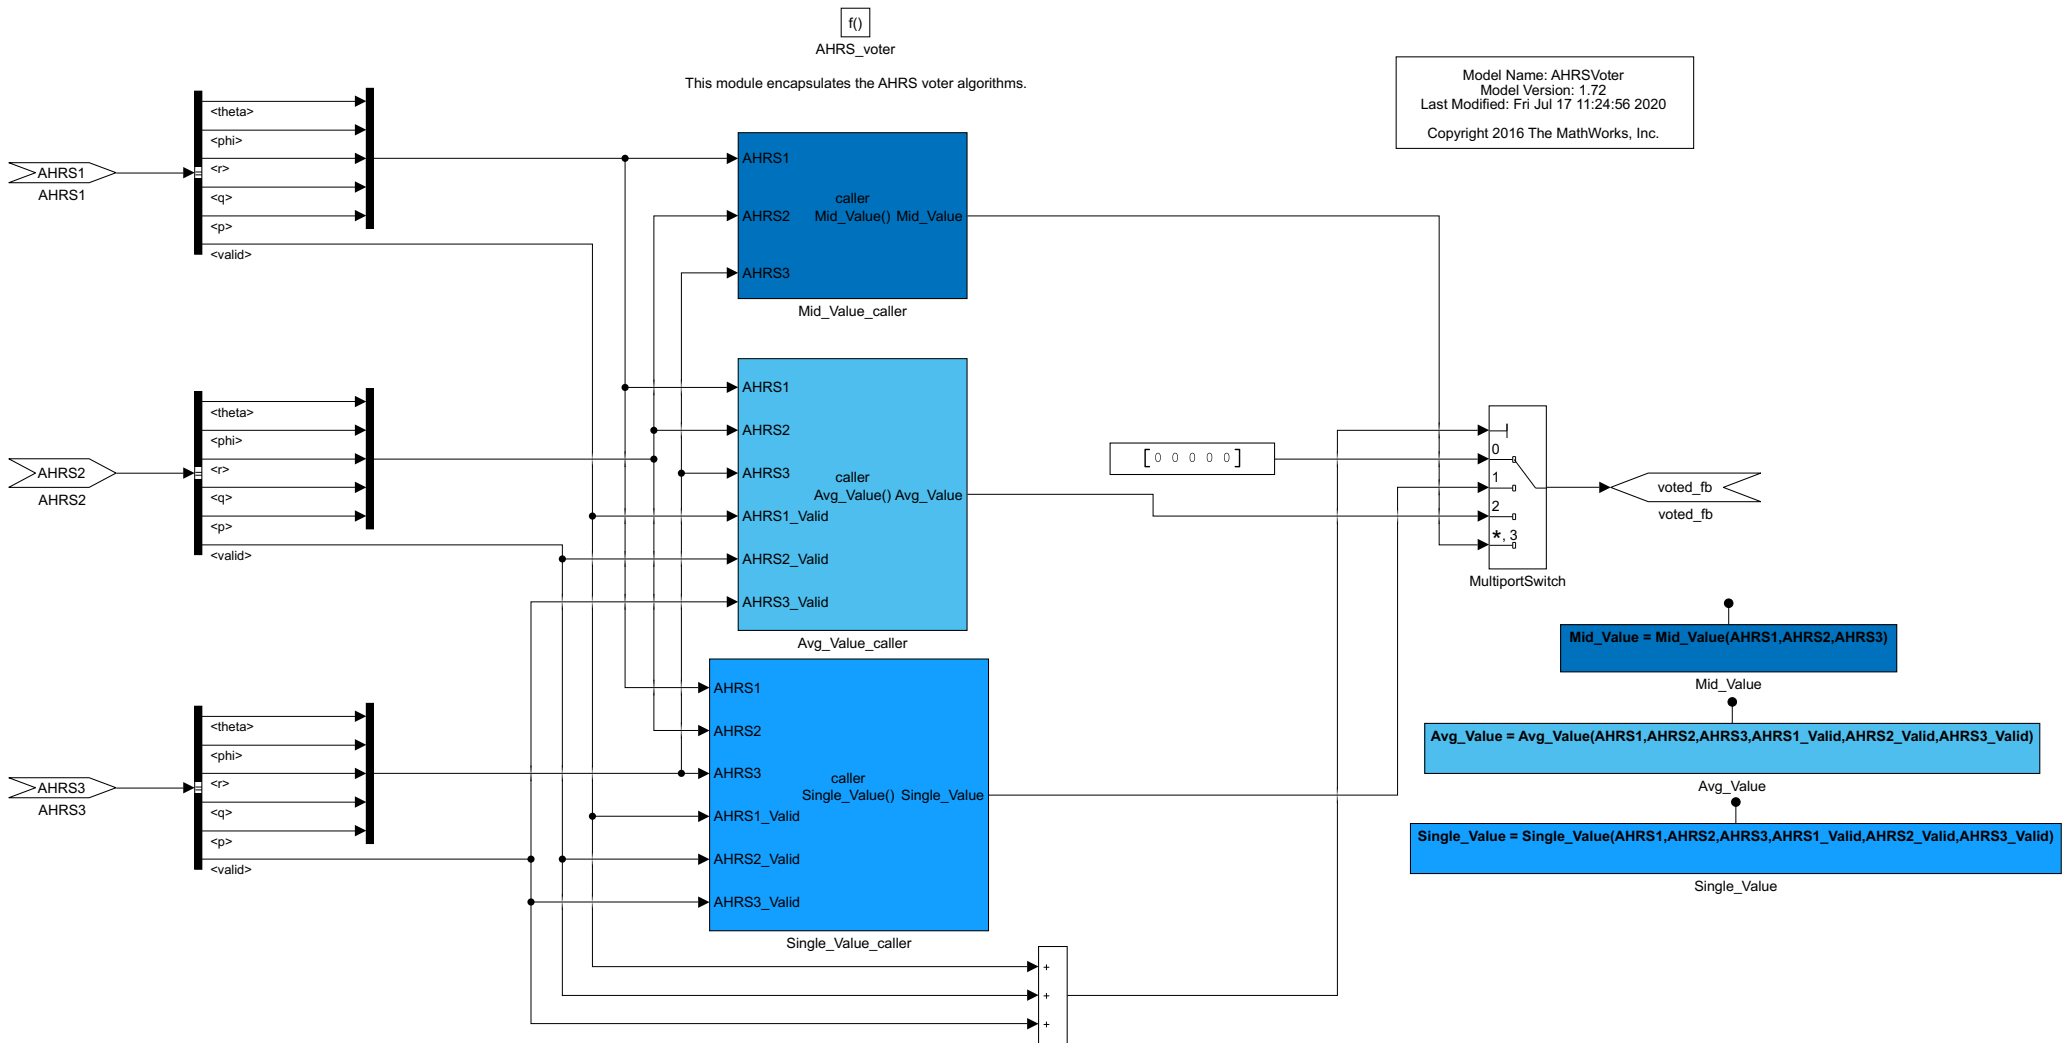 f()
AHRS_voter
This module encapsulates the AHRS voter algorithms.
Model Name: AHRSVoter
Model Version: 1.72
Last Modified: Fri Jul 17 11:24:56 2020
Copyright 2016 The MathWorks, Inc.
AHRS1
AHRS1
<theta>
<phi>
<r>
<q>
<p>
<valid>
AHRS2
AHRS2
<theta>
<phi>
<r>
<q>
<p>
<valid>
AHRS3
AHRS3
<theta>
<phi>
<r>
<q>
<p>
<valid>
AHRS1
AHRS2
AHRS3
caller
Mid_Value() Mid_Value
Mid_Value_caller
AHRS1
AHRS2
AHRS3
AHRS1_Valid
AHRS2_Valid
AHRS3_Valid
caller
Avg_Value() Avg_Value
Avg_Value_caller
AHRS1
AHRS2
AHRS3
AHRS1_Valid
AHRS2_Valid
AHRS3_Valid
caller
Single_Value() Single_Value
Single_Value_caller
+
+
+
[0 0 0 0 0]
0
1
2
*, 3
MultiportSwitch
voted_fb
voted_fb
Mid_Value = Mid_Value(AHRS1,AHRS2,AHRS3)
Mid_Value
Avg_Value = Avg_Value(AHRS1,AHRS2,AHRS3,AHRS1_Valid,AHRS2_Valid,AHRS3_Valid)
Avg_Value
Single_Value = Single_Value(AHRS1,AHRS2,AHRS3,AHRS1_Valid,AHRS2_Valid,AHRS3_Valid)
Single_Value